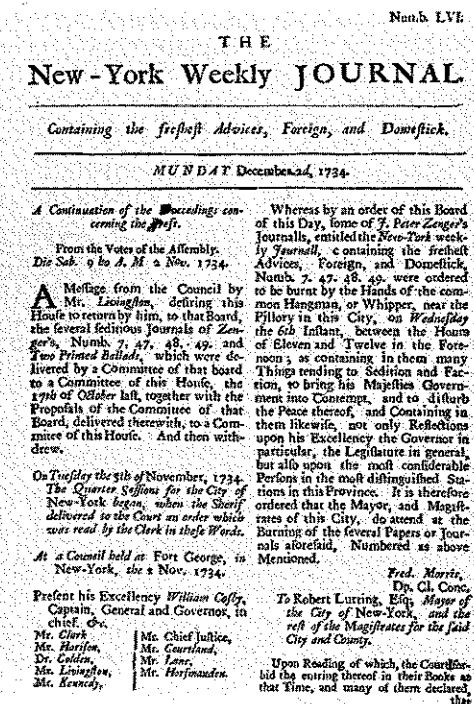 Numb. LVI.
THE
New-York Weekly JOURNAL.
Containing the freſheſt Advices, Foreign, and Domeſtick.
MUNDAY December 2d, 1734.
A Continuation of the Proceedings con-
cerning the Preſs.
From the Votes of the Aſſembly.
Die Sab. 9 ho A. M 2 Nov. 1734.
A Meſſage from the Council by
Mr. Livingſton, deſiring this
Houſe to return by him, to that Board,
the ſeveral ſeditious Journals of Zen-
ger's, Numb. 7, 47, 48, 49. and
Two Printed Ballads, which were de-
livered by a Committee of that board
to a Committee of this Houſe, the
17th of October laſt, together with the
Propoſals of the Committee of that
Board, delivered therewith, to a Com-
mittee of this Houſe. And then with-
drew.
On Tueſday the 5th of November, 1734.
The Quarter Seſſions for the City of
New-York began, when the Sherif
delivered to the Court an order which
was read by the Clerk in theſe Words.
At a Council held at Fort George, in
New-York, the 2 Nov. 1734.
Preſent his Excellency William Coſby,
Captain, General and Governor, in
chief. &c.
Mr. Clark
Mr. Hariſon,
Dr. Colden,
Mr. Livingſton,
Mr. Kennedy,
Mr. Chief Juſtice,
Mr. Courtland,
Mr. Lane,
Mr. Horſmanden.
Whereas by an order of this Board
of this Day, ſome of J. Peter Zenger's
Journalls, entitled the New-York week-
ly Journall, containing the freſheſt
Advices, Foreign, and Domeſtick,
Numb. 7. 47. 48. 49. were ordered
to be burnt by the Hands of the com-
mon Hangman, or Whipper, near the
Pillory in this City, on Wedneſday
the 6th Inſtant, between the Hours
of Eleven and Twelve in the Fore-
noon; as containing in them many
Things tending to Sedition and Fac-
tion, to bring his Majeſties Govern-
ment into Contempt, and to diſturb
the Peace thereof, and Containing in
them likewiſe, not only Reflections
upon his Excellency the Governor in
particular, the Legiſlature in general,
but alſo upon the moſt conſiderable
Perſons in the moſt diſtinguiſhed Sta-
tions in this Province. It is therefore
ordered that the Mayor, and Magiſt-
rates of this City, do attend at the
Burning of the ſeveral Papers or Jour-
nals aforeſaid, Numbered as above
Mentioned.
Fred. Morris,
Dp. Cl. Conc,
To Robert Lurting, Eſq; Mayor of
the City of New-York, and the
reſt of the Magiſtrates for the ſaid
City and County.
Upon Reading of which, the Court for-
bid the entring thereof in their Books at
that Time, and many of them declared,
that